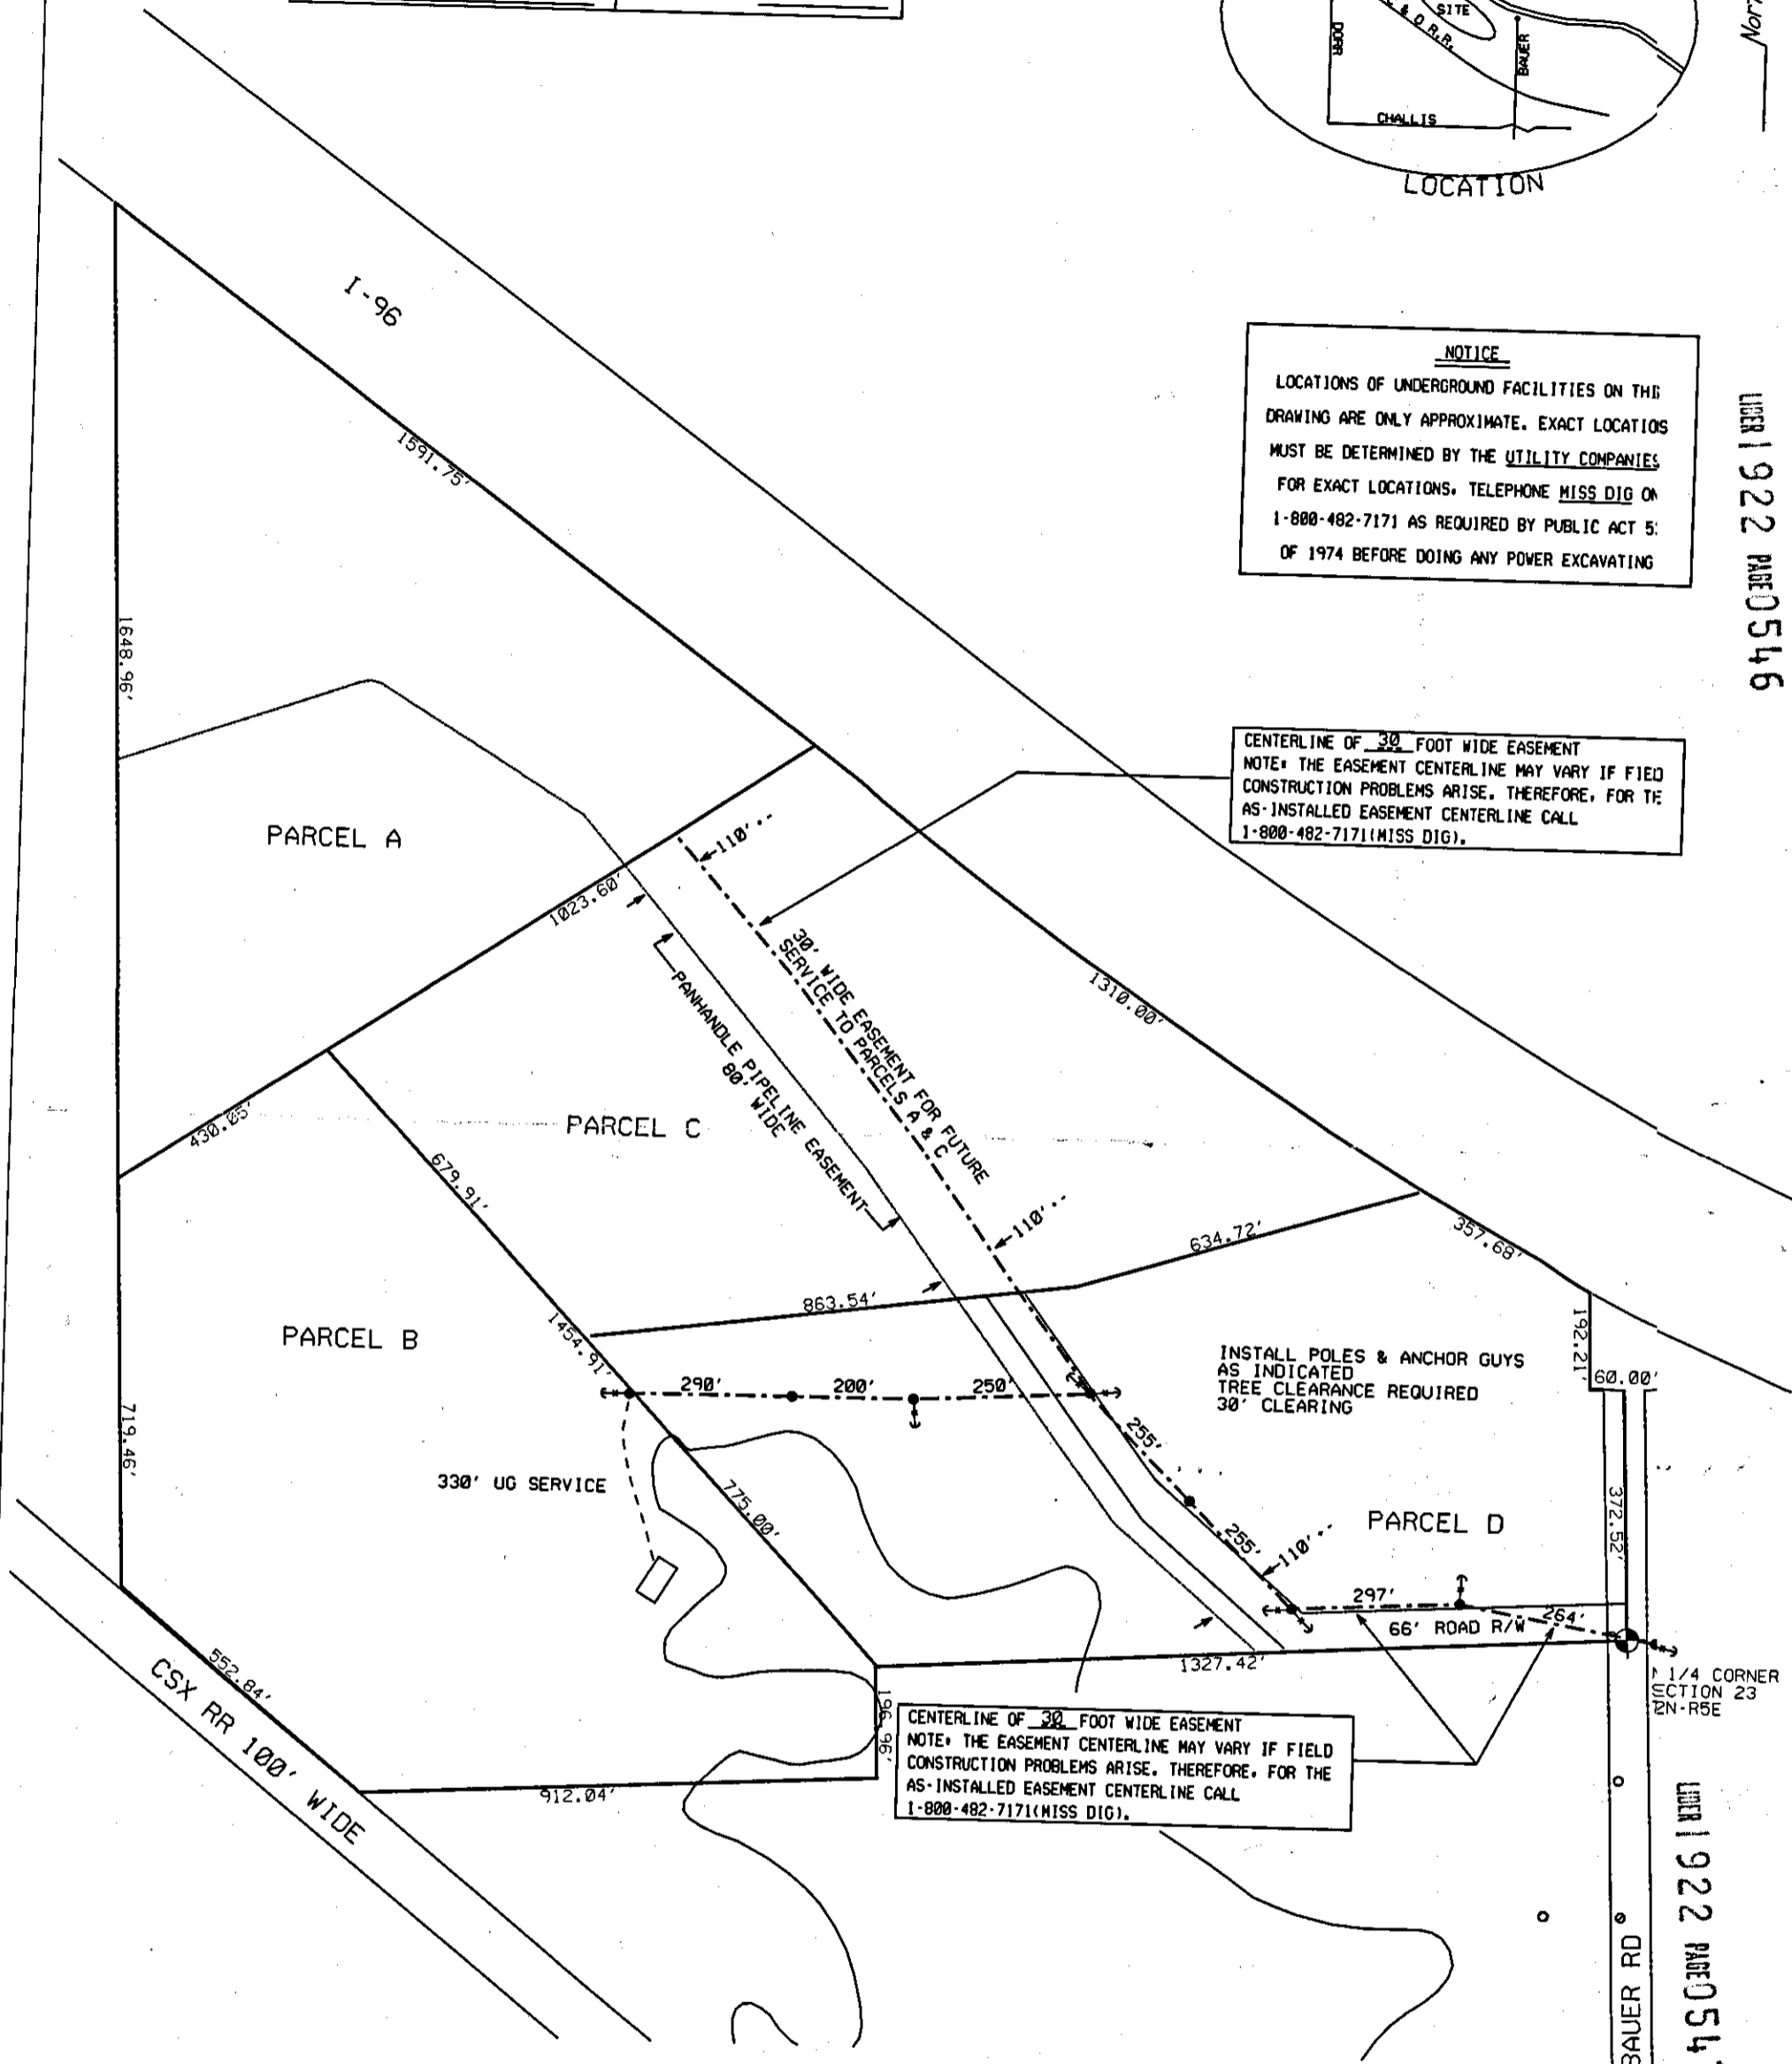 SITE
& O R.R.
DORR
BAUER
CHALLIS
LOCATION
I-96
NOTICE
LOCATIONS OF UNDERGROUND FACILITIES ON THI
DRAWING ARE ONLY APPROXIMATE. EXACT LOCATIO S
MUST BE DETERMINED BY THE UTILITY COMPANIES
FOR EXACT LOCATIONS. TELEPHONE MISS DIG ON
1-800-482-7171 AS REQUIRED BY PUBLIC ACT 5
OF 1974 BEFORE DOING ANY POWER EXCAVATING
LIBER 1922 PAGE 0546
1591.75'
1648.96'
CENTERLINE OF 30 FOOT WIDE EASEMENT
NOTE: THE EASEMENT CENTERLINE MAY VARY IF FIE D
CONSTRUCTION PROBLEMS ARISE. THEREFORE, FOR T E
AS-INSTALLED EASEMENT CENTERLINE CALL
1-800-482-7171(MISS DIG).
PARCEL A
110'
1023.60'
30' WIDE EASEMENT FOR FUTURE
SERVICE TO PARCELS A & C
PANHANDLE PIPELINE EASEMENT
80' WIDE
1310.00'
430.05'
PARCEL C
679.91'
110'
634.72'
357.68'
863.54'
1454.91'
PARCEL B
192.21'
INSTALL POLES & ANCHOR GUYS
AS INDICATED
TREE CLEARANCE REQUIRED
30' CLEARING
60.00'
290'
200'
250'
719.46'
255'
330' UG SERVICE
775.00'
372.52'
PARCEL D
255'
110'
297'
264'
66' ROAD R/W
1327.42'
1/4 CORNER
ECTION 23
2N-R5E
552.84'
CSX RR 100' WIDE
196.96'
CENTERLINE OF 30 FOOT WIDE EASEMENT
NOTE: THE EASEMENT CENTERLINE MAY VARY IF FIELD
CONSTRUCTION PROBLEMS ARISE. THEREFORE, FOR THE
AS-INSTALLED EASEMENT CENTERLINE CALL
1-800-482-7171(MISS DIG).
912.04'
LIBER 1922 PAGE 054
BAUER RD